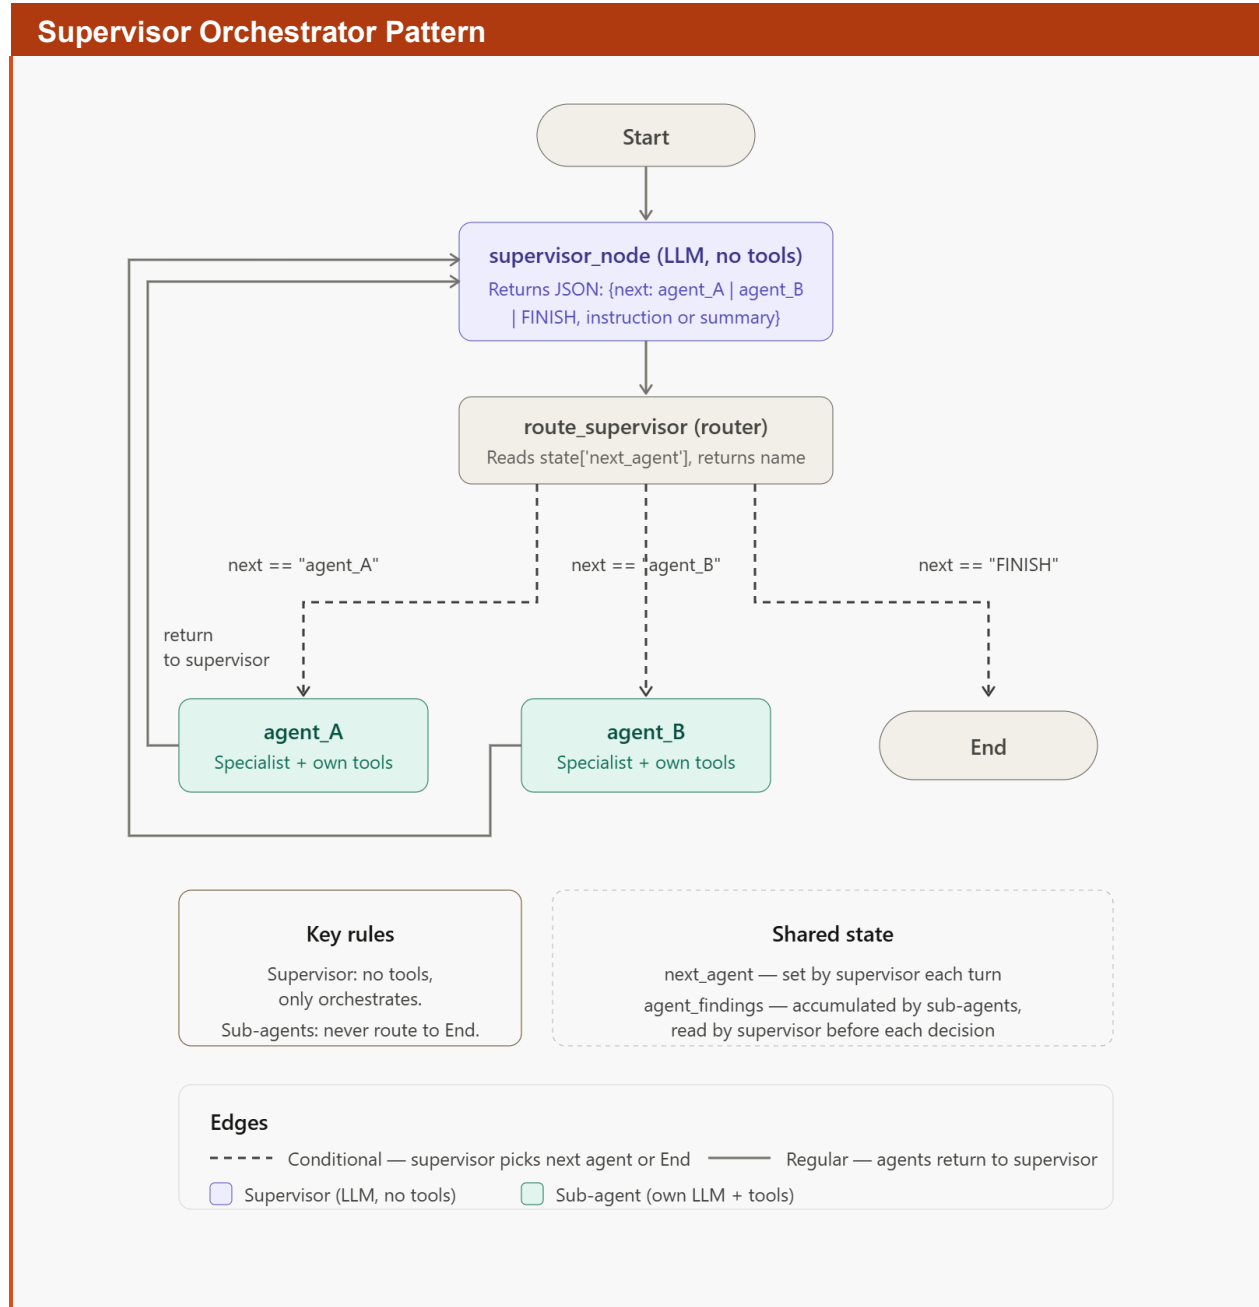 Supervisor Orchestrator Pattern
Start
supervisor_node (LLM, no tools)
Returns JSON: {next: agent_A | agent_B
| FINISH, instruction or summary}
route_supervisor (router)
Reads state['next_agent'], returns name
next == "agent_A"
next == "agent_B"
next == "FINISH"
return
to supervisor
agent_A
Specialist + own tools
agent_B
Specialist + own tools
End
Key rules
Supervisor: no tools,
only orchestrates.
Sub-agents: never route to End.
Shared state
next_agent — set by supervisor each turn
agent_findings — accumulated by sub-agents,
read by supervisor before each decision
Edges
Conditional — supervisor picks next agent or End
Regular — agents return to supervisor
Supervisor (LLM, no tools)
Sub-agent (own LLM + tools)